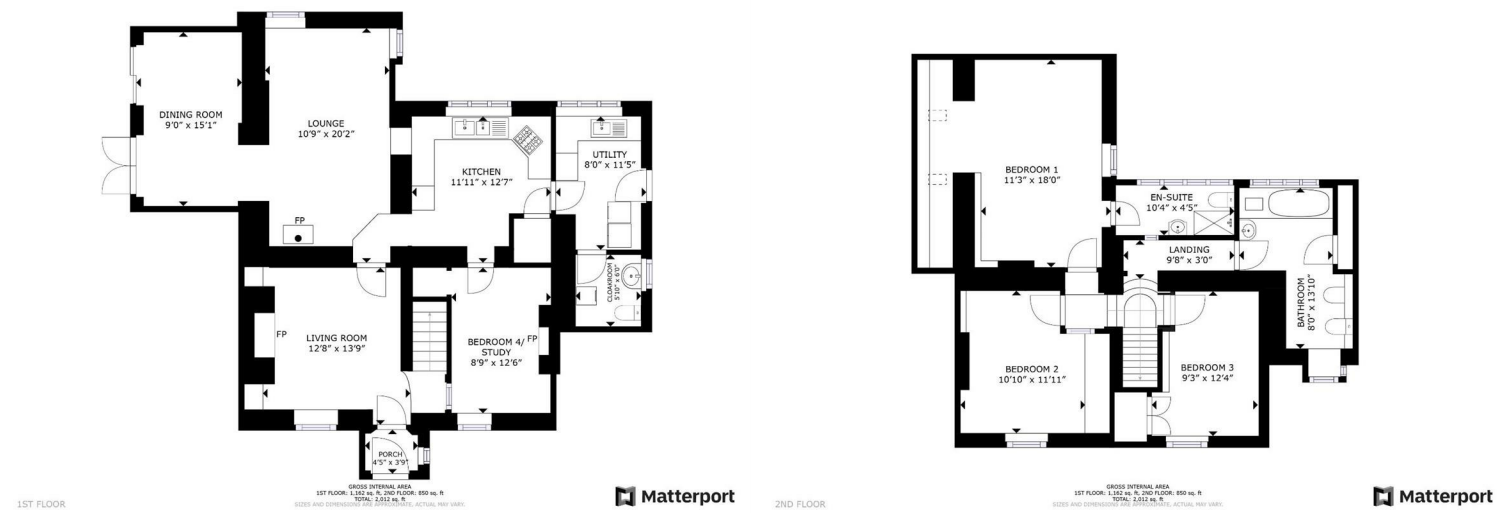 DINING ROOM
9'0" x 15'1"
LOUNGE
10'9" x 20'2"
FP
KITCHEN
11'11" x 12'7"
UTILITY
8'0" x 11'5"
CLOAKROOM
5'10" x 6'0"
LIVING ROOM
12'8" x 13'9"
FP
BEDROOM 4/
STUDY
8'9" x 12'6"
FP
PORCH
4'5" x 3'9"
GROSS INTERNAL AREA
1ST FLOOR: 1,162 sq. ft, 2ND FLOOR: 850 sq. ft
TOTAL: 2,012 sq. ft
SIZES AND DIMENSIONS ARE APPROXIMATE, ACTUAL MAY VARY.
1ST FLOOR
Matterport
BEDROOM 1
11'3" x 18'0"
EN-SUITE
10'4" x 4'5"
LANDING
9'8" x 3'0"
BATHROOM
8'0" x 13'10"
BEDROOM 2
10'10" x 11'11"
BEDROOM 3
9'3" x 12'4"
GROSS INTERNAL AREA
1ST FLOOR: 1,162 sq. ft, 2ND FLOOR: 850 sq. ft
TOTAL: 2,012 sq. ft
SIZES AND DIMENSIONS ARE APPROXIMATE, ACTUAL MAY VARY.
2ND FLOOR
Matterport